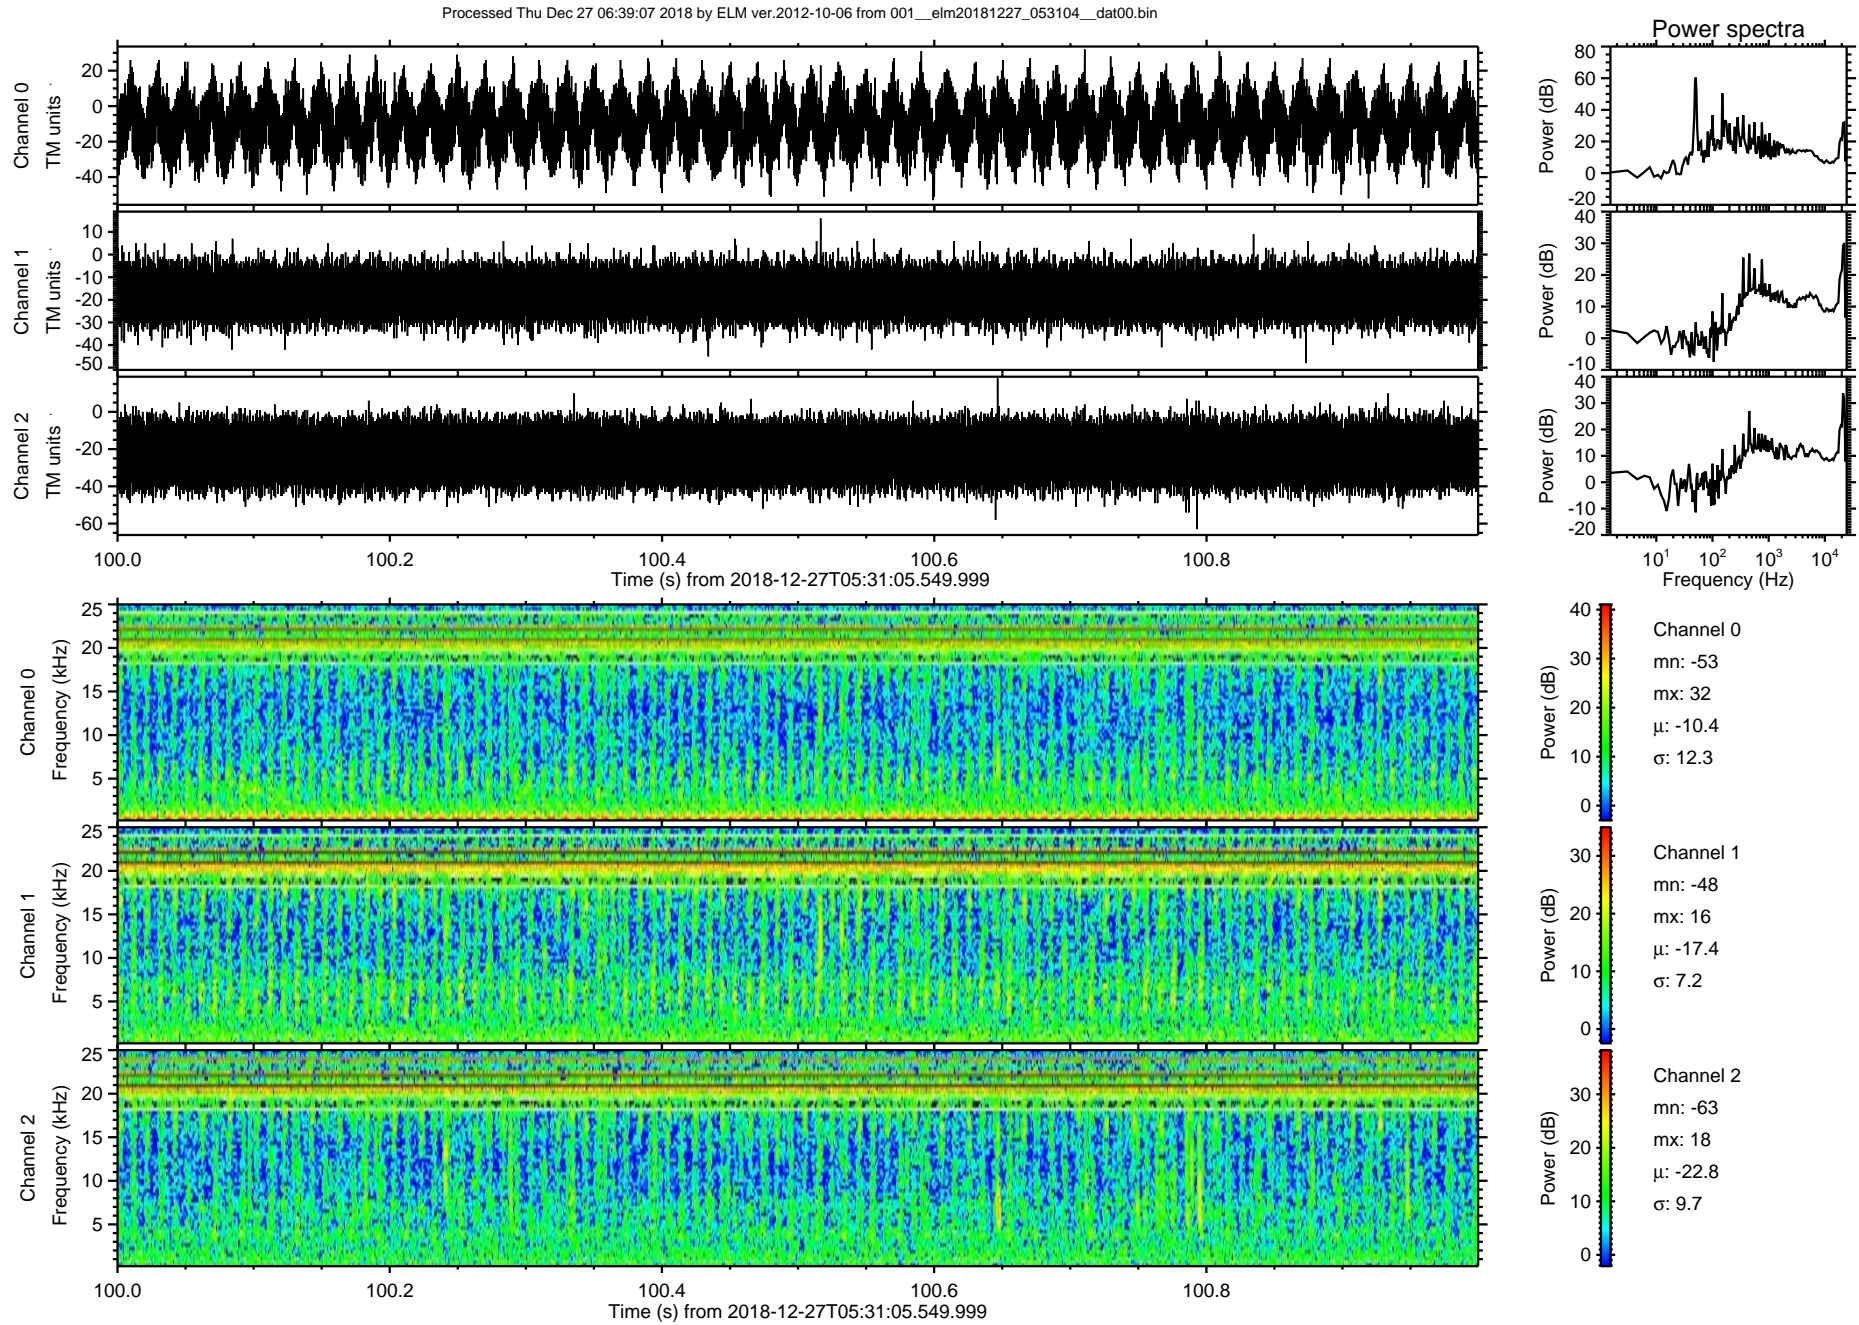 Processed Thu Dec 27 06:39:07 2018 by ELM ver.2012-10-06 from 001__elm20181227_053104__dat00.bin
Power spectra
Channel 0
TM units
20
0
-20
-40
Power (dB)
80
60
40
20
0
-20
Channel 1
TM units
10
0
-10
-20
-30
-40
-50
Power (dB)
40
30
20
10
0
-10
Channel 2
TM units
0
-20
-40
-60
Power (dB)
40
30
20
10
0
-10
-20
100.0 100.2 100.4 100.6 100.8
Time (s) from 2018-12-27T05:31:05.549.999
10^1 10^2 10^3 10^4
Frequency (Hz)
Channel 0
Frequency (kHz)
25
20
15
10
5
Power (dB)
40
30
20
10
0
Channel 0
mn: -53
mx: 32
μ: -10.4
σ: 12.3
Channel 1
Frequency (kHz)
25
20
15
10
5
Power (dB)
30
20
10
0
Channel 1
mn: -48
mx: 16
μ: -17.4
σ: 7.2
Channel 2
Frequency (kHz)
25
20
15
10
5
Power (dB)
30
20
10
0
Channel 2
mn: -63
mx: 18
μ: -22.8
σ: 9.7
100.0 100.2 100.4 100.6 100.8
Time (s) from 2018-12-27T05:31:05.549.999